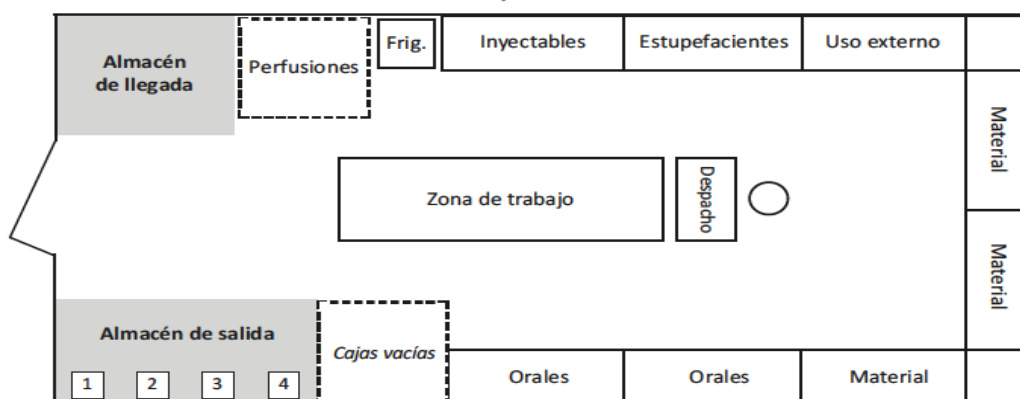 Almacén
de llegada
Perfusiones
Frig.
Inyectables
Estupefacientes
Uso externo
Material
Zona de trabajo
Despacho
Material
Almacén de salida
1 2 3 4
Cajas vacías
Orales
Orales
Material